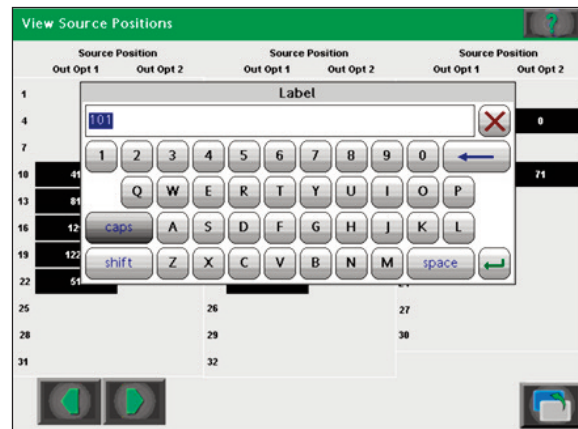 View Source Positions
?
Source Position Source Position Source Position
Out Opt 1 Out Opt 2 Out Opt 1 Out Opt 2 Out Opt 1 Out Opt 2
Label
1
101
4 0
7
1 2 3 4 5 6 7 8 9 0
10 41 71
Q W E R T Y U I O P
13 81
16 12
caps A S D F G H J K L
19 122
shift Z X C V B N M space
22 51
25 26 27
28 29 30
31 32